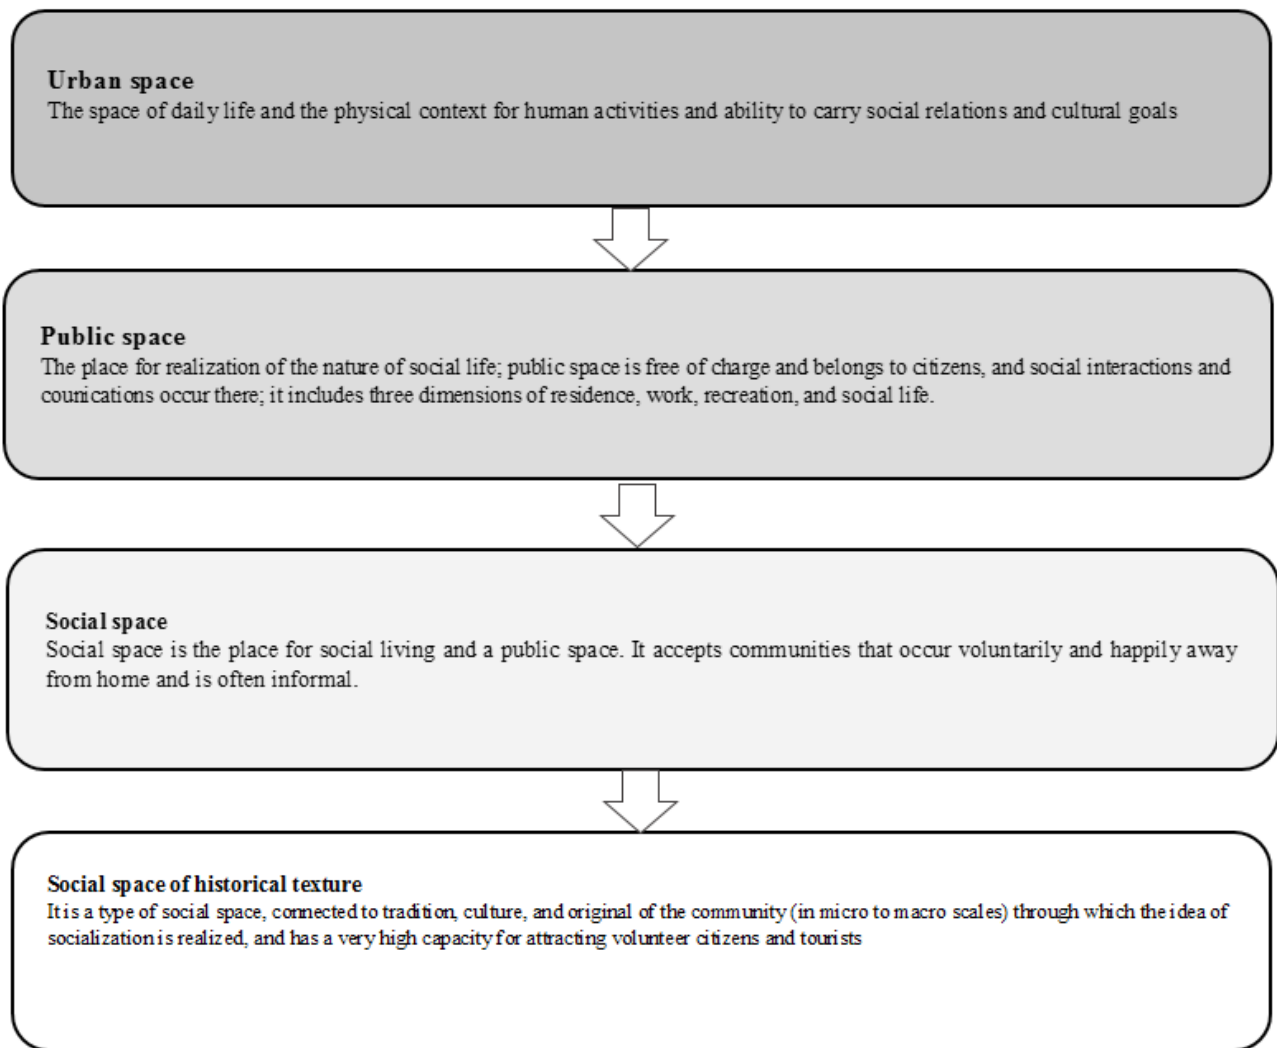 Urban space
The space of daily life and the physical context for human activities and ability to carry social relations and cultural goals
Public space
The place for realization of the nature of social life; public space is free of charge and belongs to citizens, and social interactions and
counications occur there; it includes three dimensions of residence, work, recreation, and social life.
Social space
Social space is the place for social living and a public space. It accepts communities that occur voluntarily and happily away
from home and is often informal.
Social space of historical texture
It is a type of social space, connected to tradition, culture, and original of the community (in micro to macro scales) through which the idea of
socialization is realized, and has a very high capacity for attracting volunteer citizens and tourists